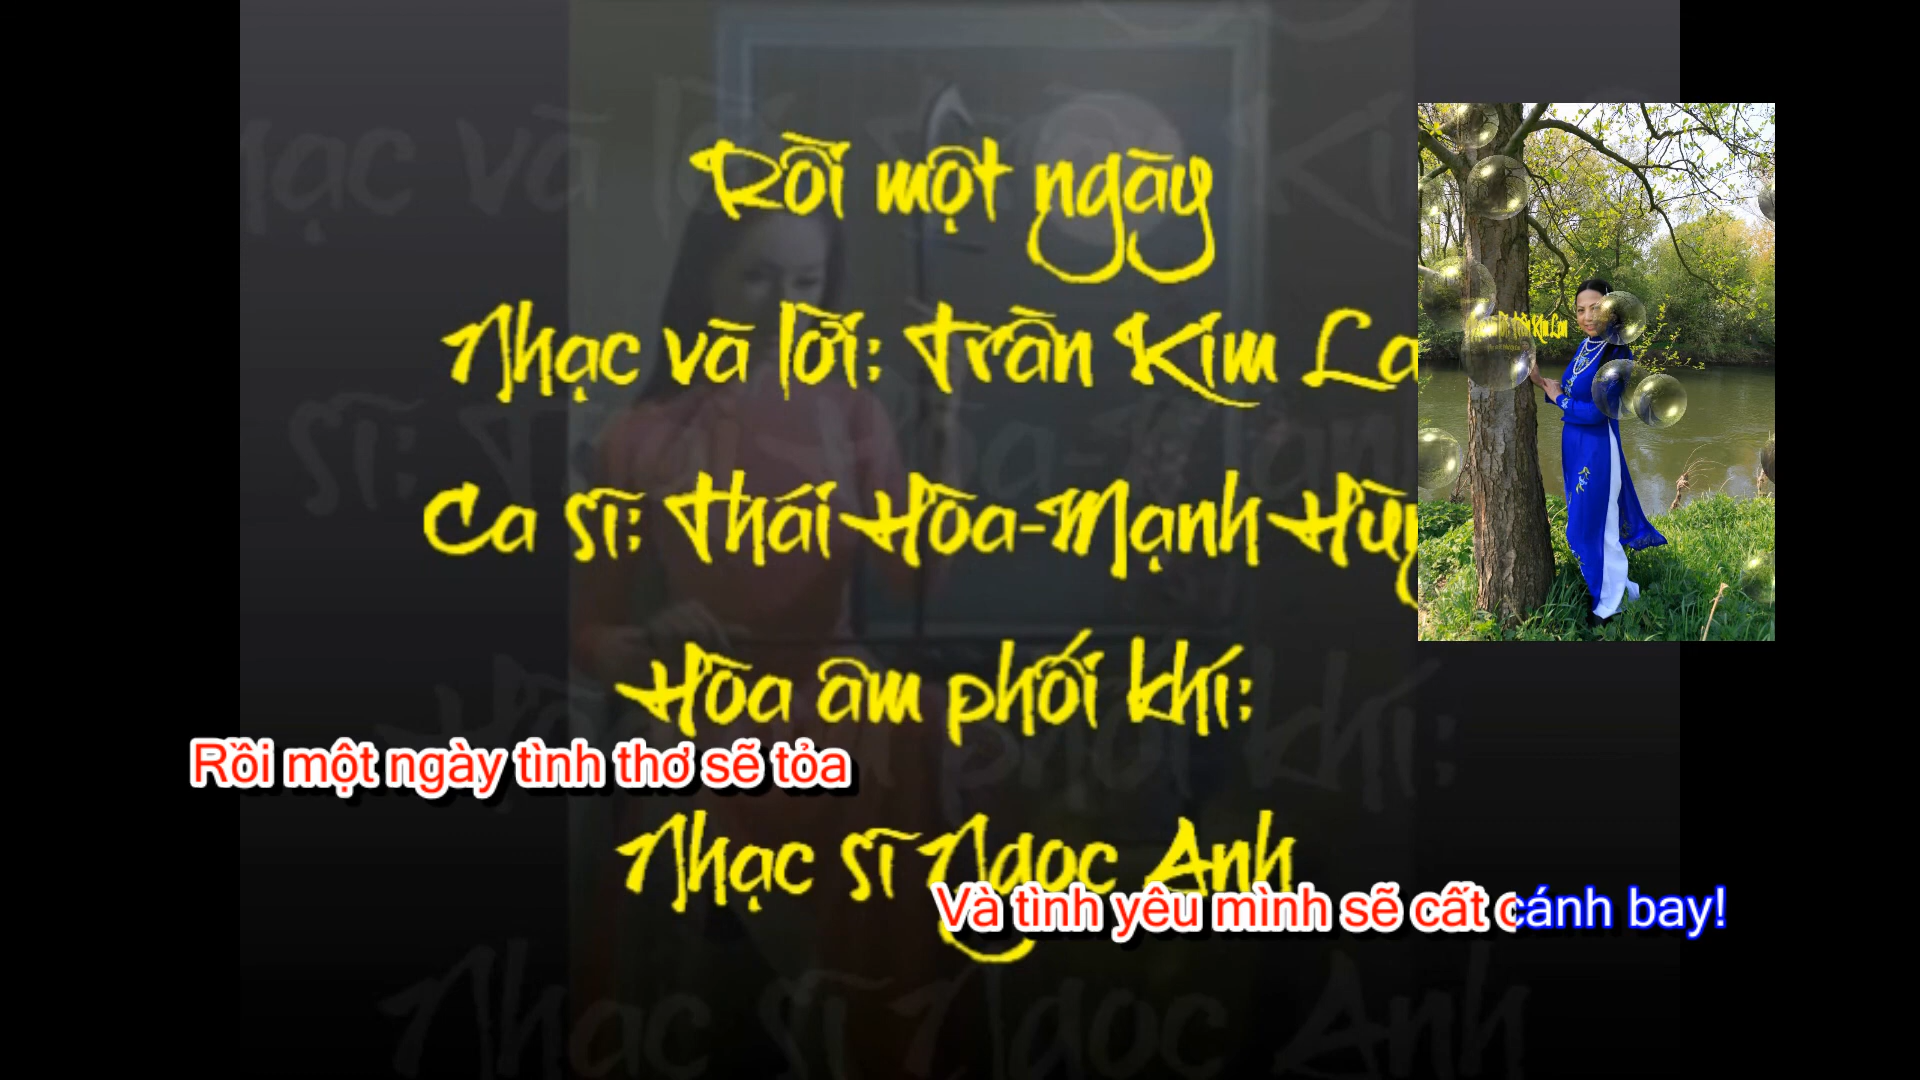 Rồi một ngày
Nhạc và lời: Trần Kim La
Ca sĩ: Thái Hòa-Mạnh Hùn
Hòa âm phối khí:
Rồi một ngày tình thơ sẽ tỏa
Nhạc sĩ Ngọc Anh
Và tình yêu mình sẽ cất cánh bay!